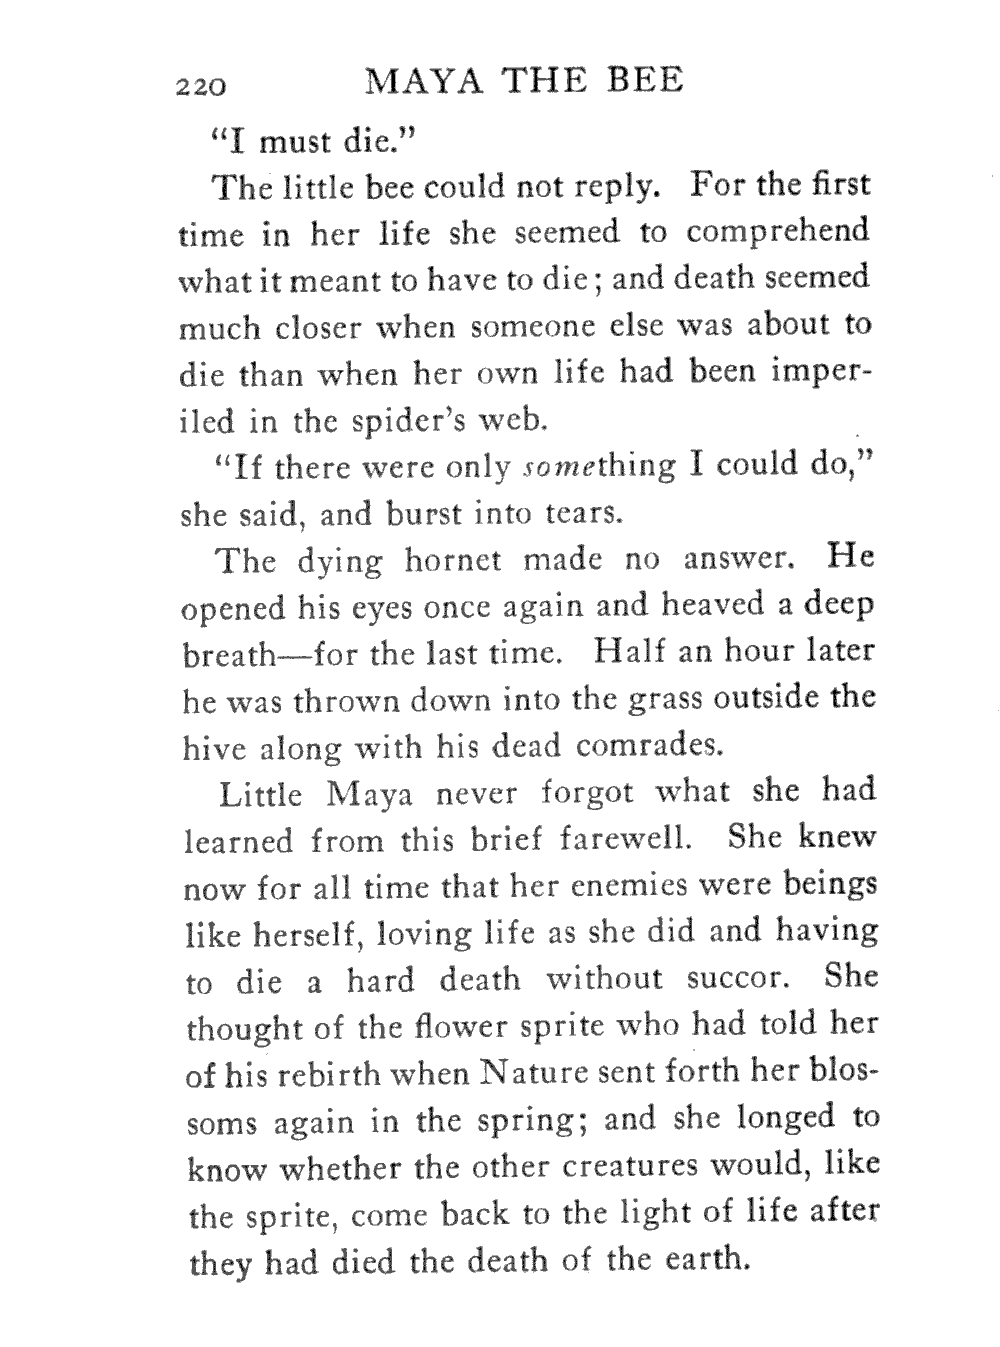 220 MAYA THE BEE
“I must die.”
The little bee could not reply. For the first
time in her life she seemed to comprehend
what it meant to have to die; and death seemed
much closer when someone else was about to
die than when her own life had been imper-
iled in the spider’s web.
“If there were only something I could do,”
she said, and burst into tears.
The dying hornet made no answer. He
opened his eyes once again and heaved a deep
breath—for the last time. Half an hour later
he was thrown down into the grass outside the
hive along with his dead comrades.
Little Maya never forgot what she had
learned from this brief farewell. She knew
now for all time that her enemies were beings
like herself, loving life as she did and having
to die a hard death without succor. She
thought of the flower sprite who had told her
of his rebirth when Nature sent forth her blos-
soms again in the spring; and she longed to
know whether the other creatures would, like
the sprite, come back to the light of life after
they had died the death of the earth.